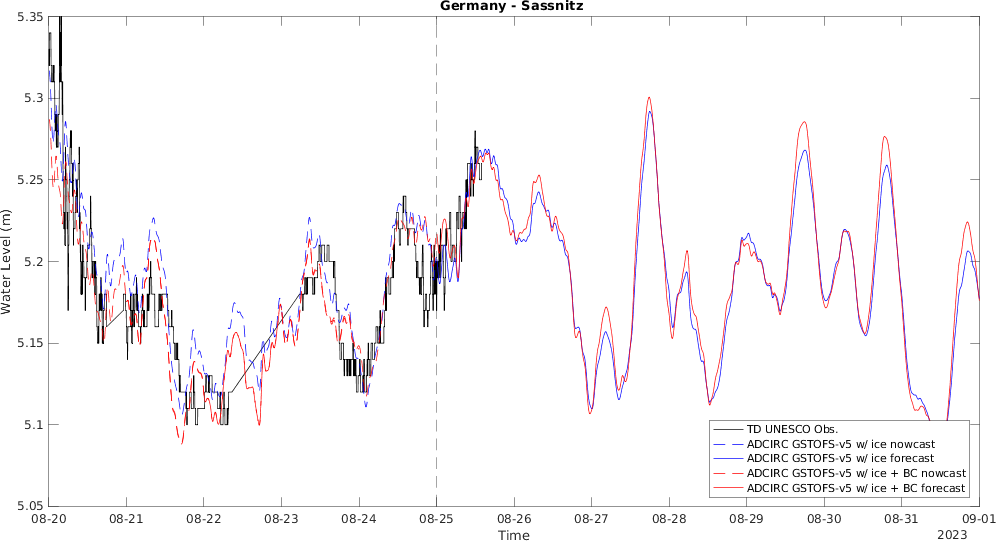 Germany - Sassnitz
5.35
5.3
5.25
5.2
5.15
5.1
5.05
Water Level (m)
08-20 08-21 08-22 08-23 08-24 08-25 08-26 08-27 08-28 08-29 08-30 08-31 09-01
Time
2023
TD UNESCO Obs.
ADCIRC GSTOFS-v5 w/ ice nowcast
ADCIRC GSTOFS-v5 w/ ice forecast
ADCIRC GSTOFS-v5 w/ ice + BC nowcast
ADCIRC GSTOFS-v5 w/ ice + BC forecast